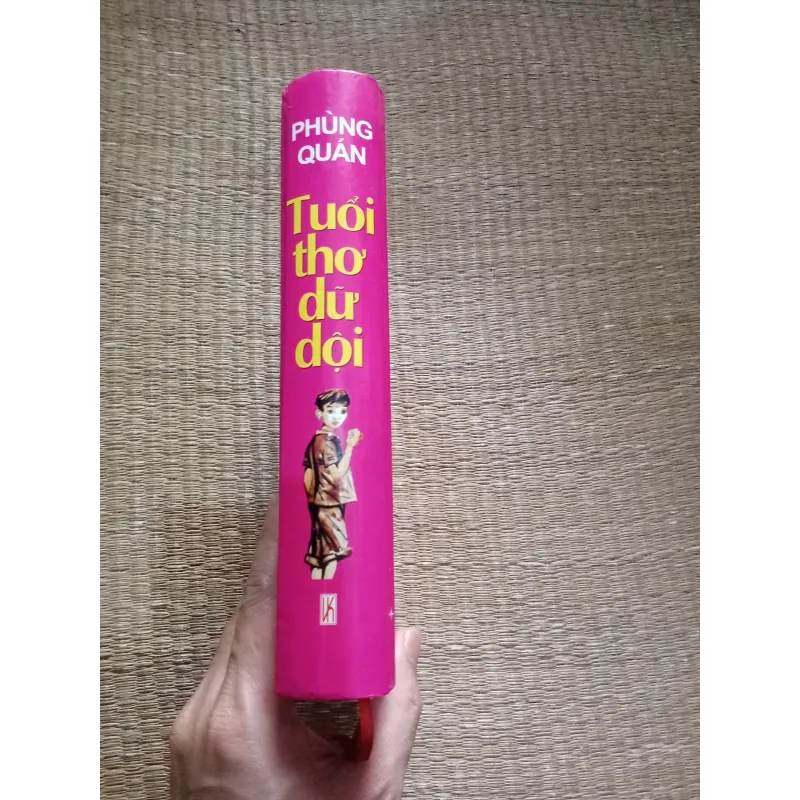 PHÙNG
QUÁN
Tuổi
thơ
dữ
dội